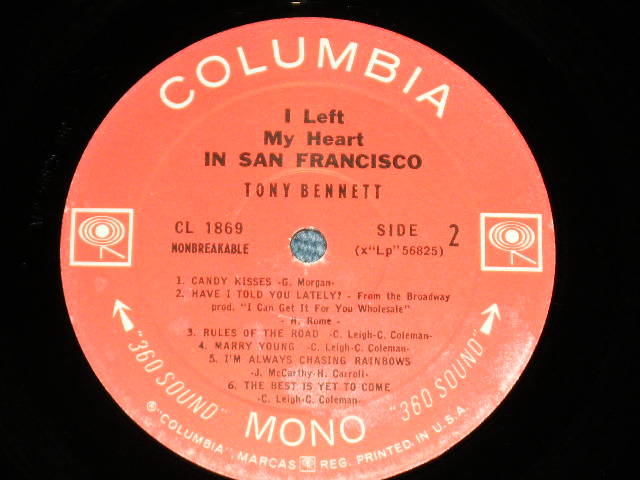 COLUMBIA
I Left
My Heart
IN SAN FRANCISCO
TONY BENNETT
CL 1869
NONBREAKABLE
SIDE 2
(x"Lp" 56825)
1. CANDY KISSES -G. Morgan-
2. HAVE I TOLD YOU LATELY? - From the Broadway
prod. "I Can Get It For You Wholesale"
- H. Rome -
3. RULES OF THE ROAD -C. Leigh-C. Coleman-
4. MARRY YOUNG -C. Leigh-C. Coleman-
5. I'M ALWAYS CHASING RAINBOWS
-J. McCarthy-H. Carroll-
6. THE BEST IS YET TO COME
-C. Leigh-C. Coleman-
"360 SOUND"
MONO
"360 SOUND"
® "COLUMBIA", MARCAS REG. PRINTED IN U.S.A.